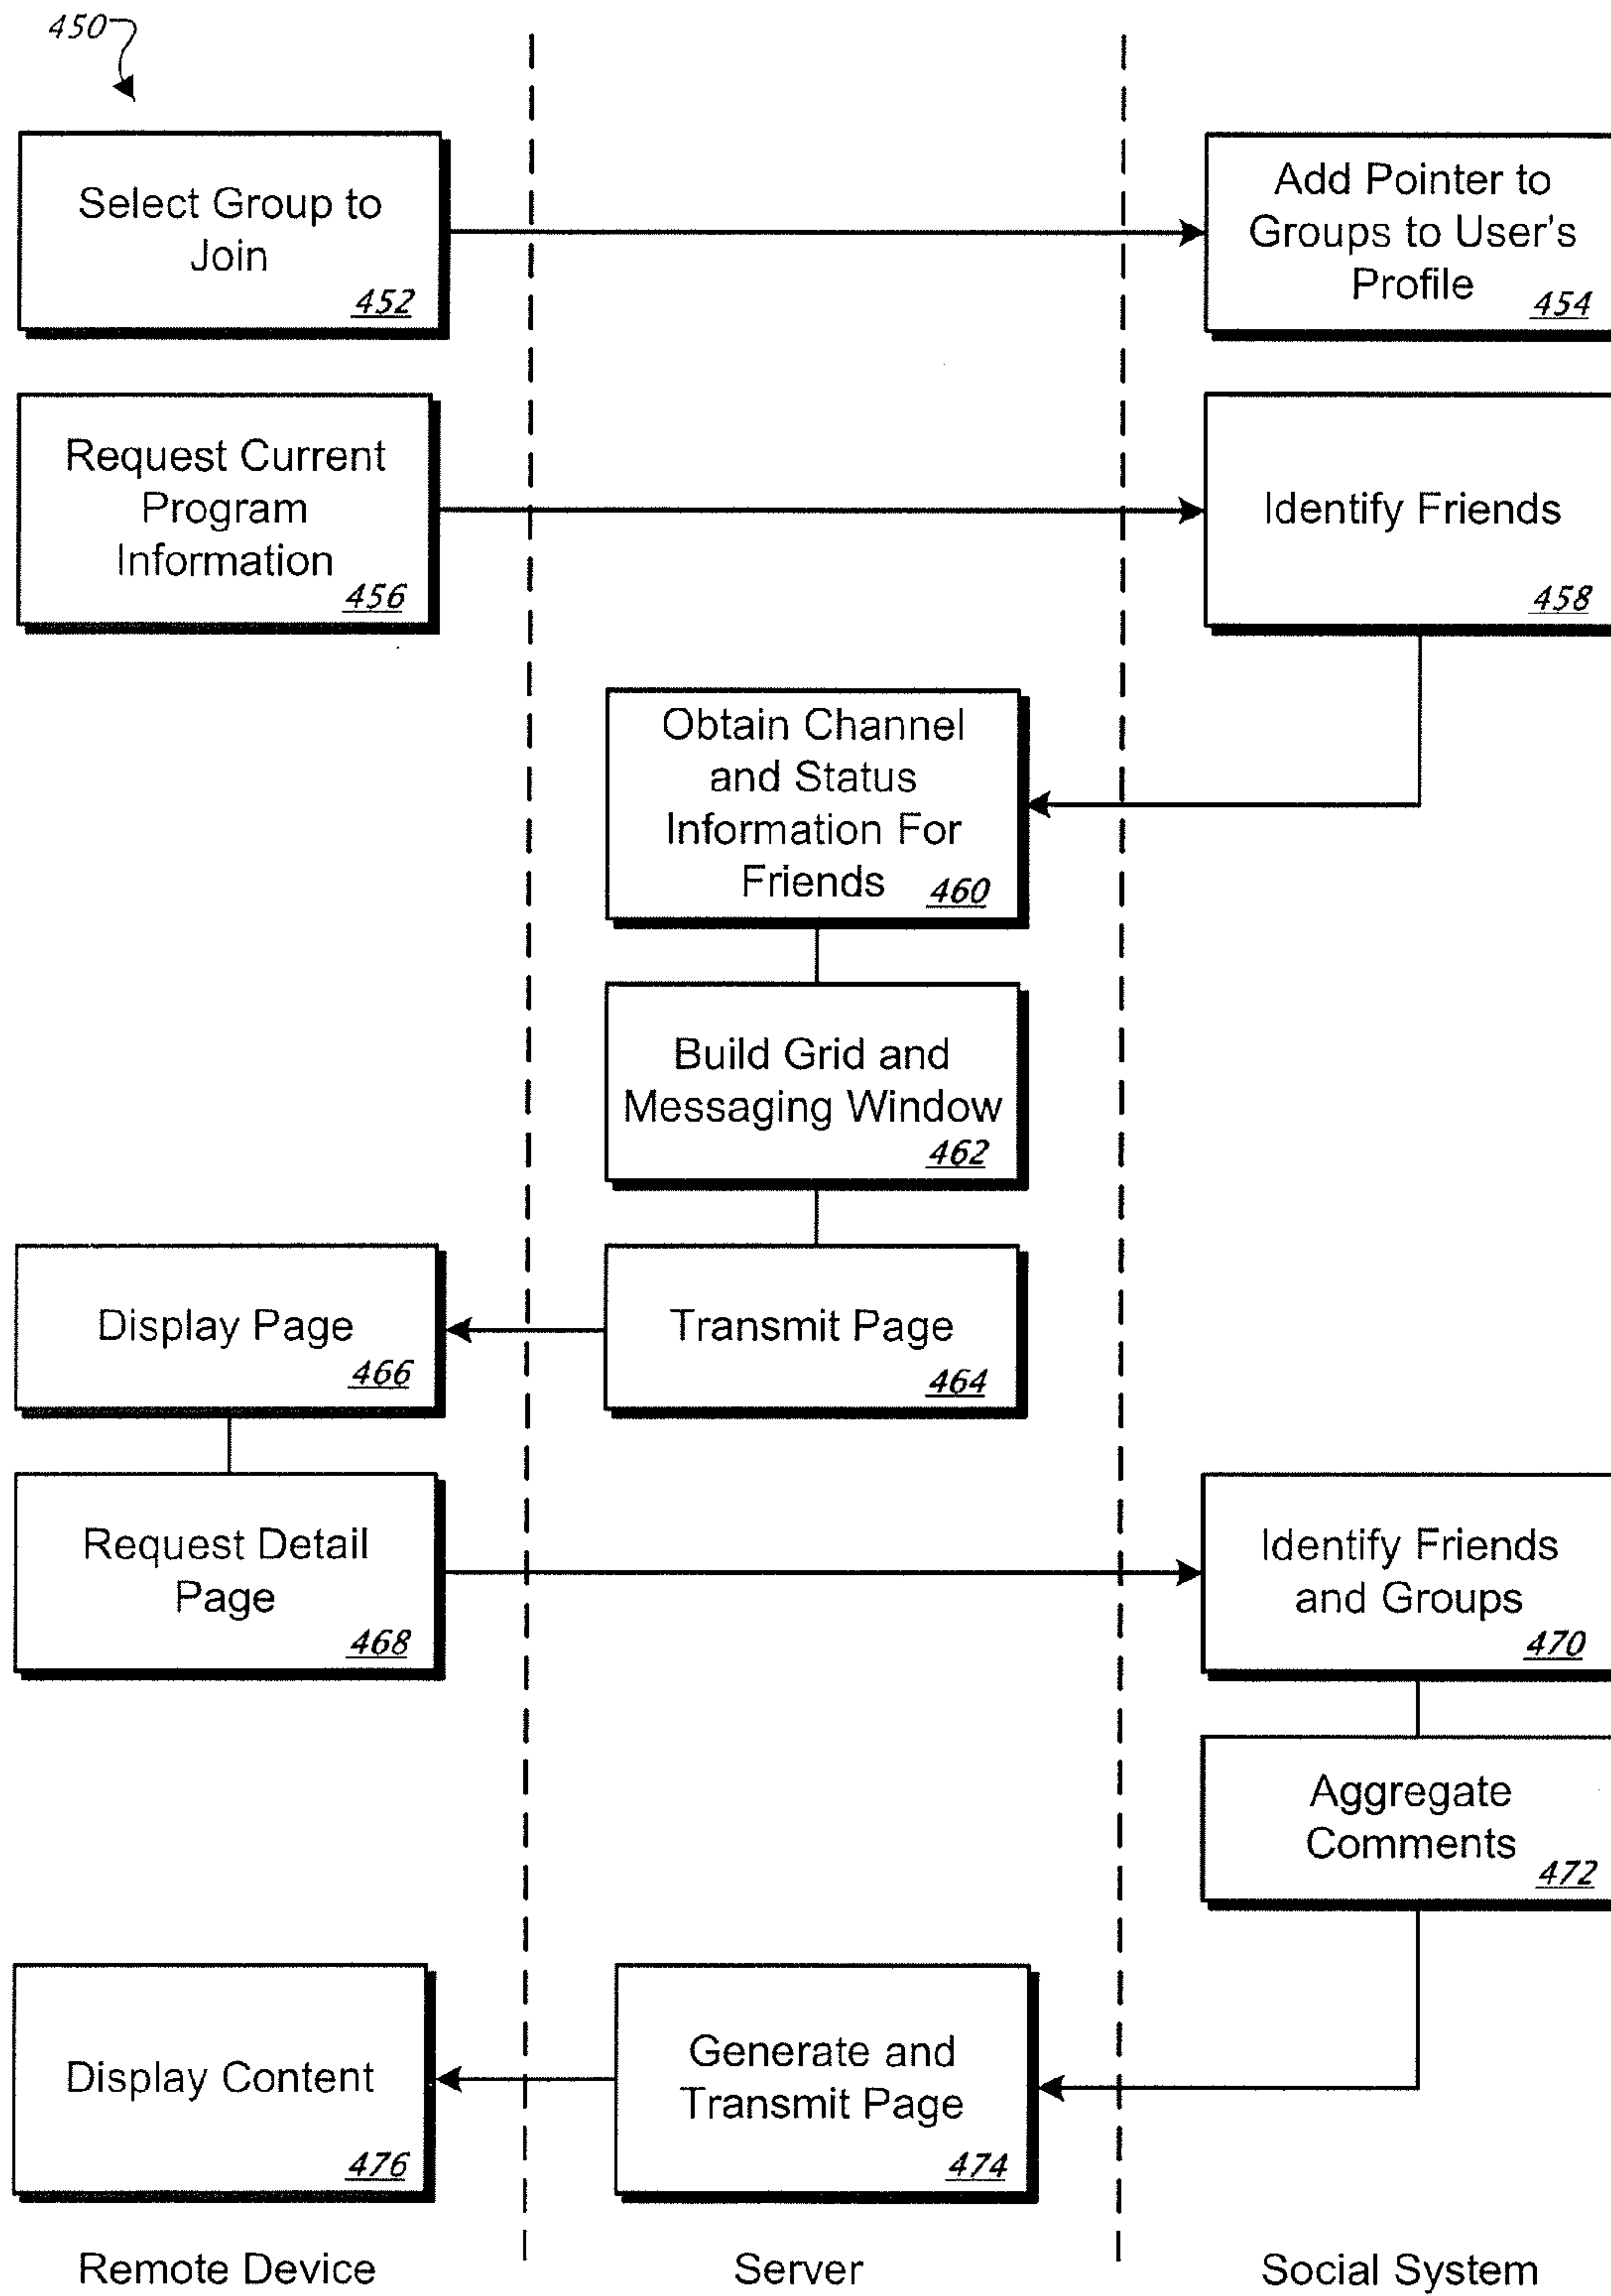 450
Select Group to
Join
452
Add Pointer to
Groups to User's
Profile
454
Request Current
Program
Information
456
Identify Friends
458
Obtain Channel
and Status
Information For
Friends
460
Build Grid and
Messaging Window
462
Display Page
466
Transmit Page
464
Request Detail
Page
468
Identify Friends
and Groups
470
Aggregate
Comments
472
Display Content
476
Generate and
Transmit Page
474
Remote Device
Server
Social System